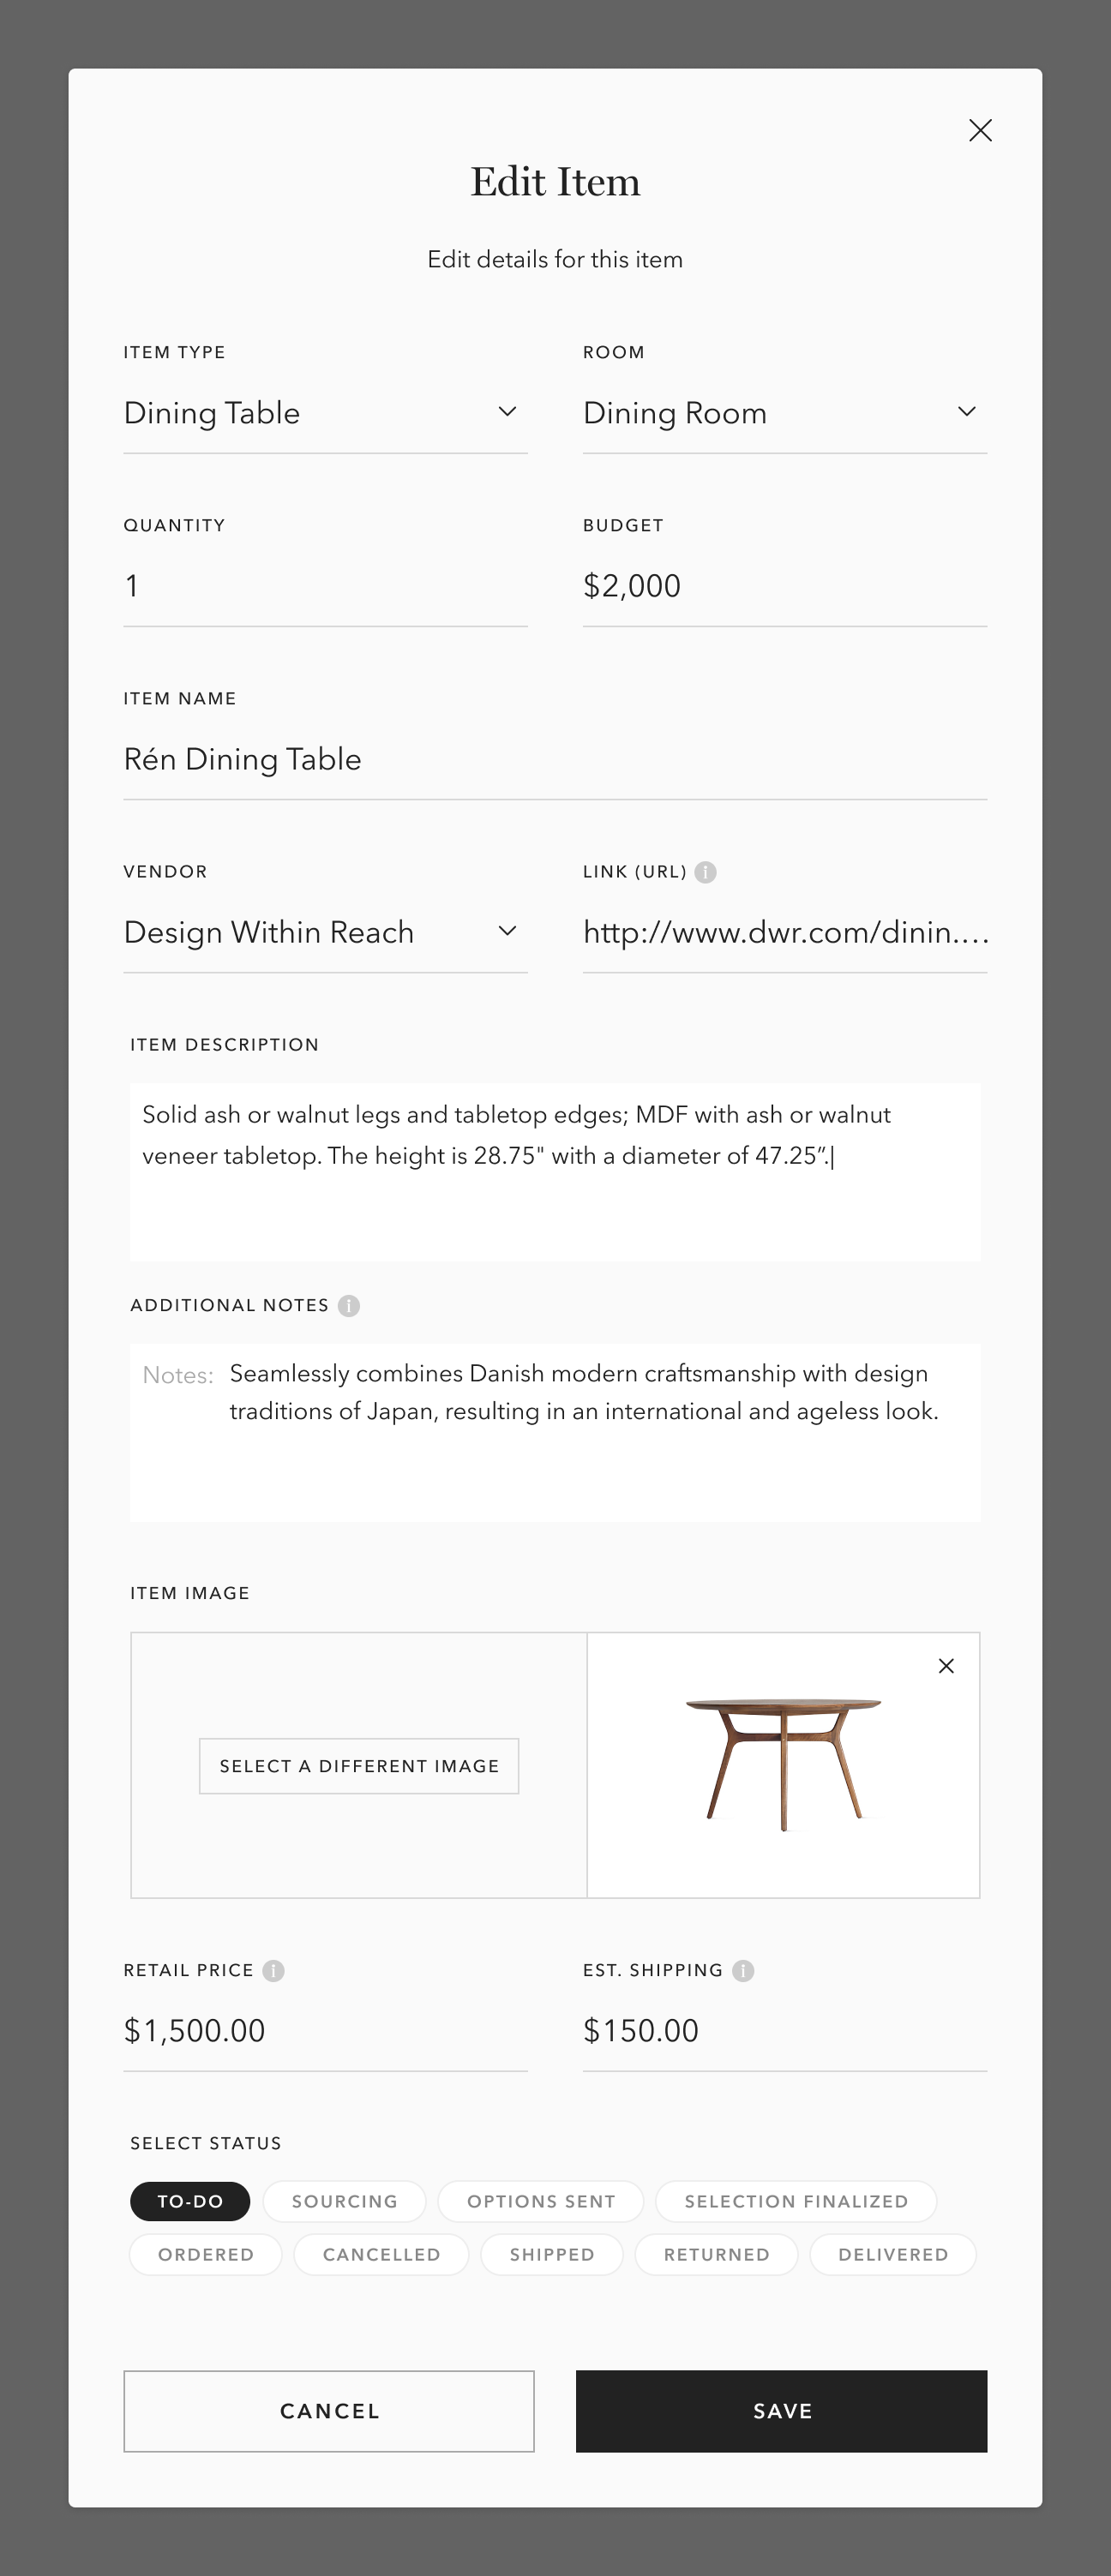 Edit Item
Edit details for this item
ITEM TYPE
ROOM
Dining Table
Dining Room
QUANTITY
BUDGET
1
$2,000
ITEM NAME
Rén Dining Table
VENDOR
LINK (URL) i
Design Within Reach
http://www.dwr.com/dinin....
ITEM DESCRIPTION
Solid ash or walnut legs and tabletop edges; MDF with ash or walnut
veneer tabletop. The height is 28.75" with a diameter of 47.25”.
ADDITIONAL NOTES i
Notes: Seamlessly combines Danish modern craftsmanship with design
traditions of Japan, resulting in an international and ageless look.
ITEM IMAGE
SELECT A DIFFERENT IMAGE
RETAIL PRICE i
EST. SHIPPING i
$1,500.00
$150.00
SELECT STATUS
TO-DO SOURCING OPTIONS SENT SELECTION FINALIZED
ORDERED CANCELLED SHIPPED RETURNED DELIVERED
CANCEL
SAVE